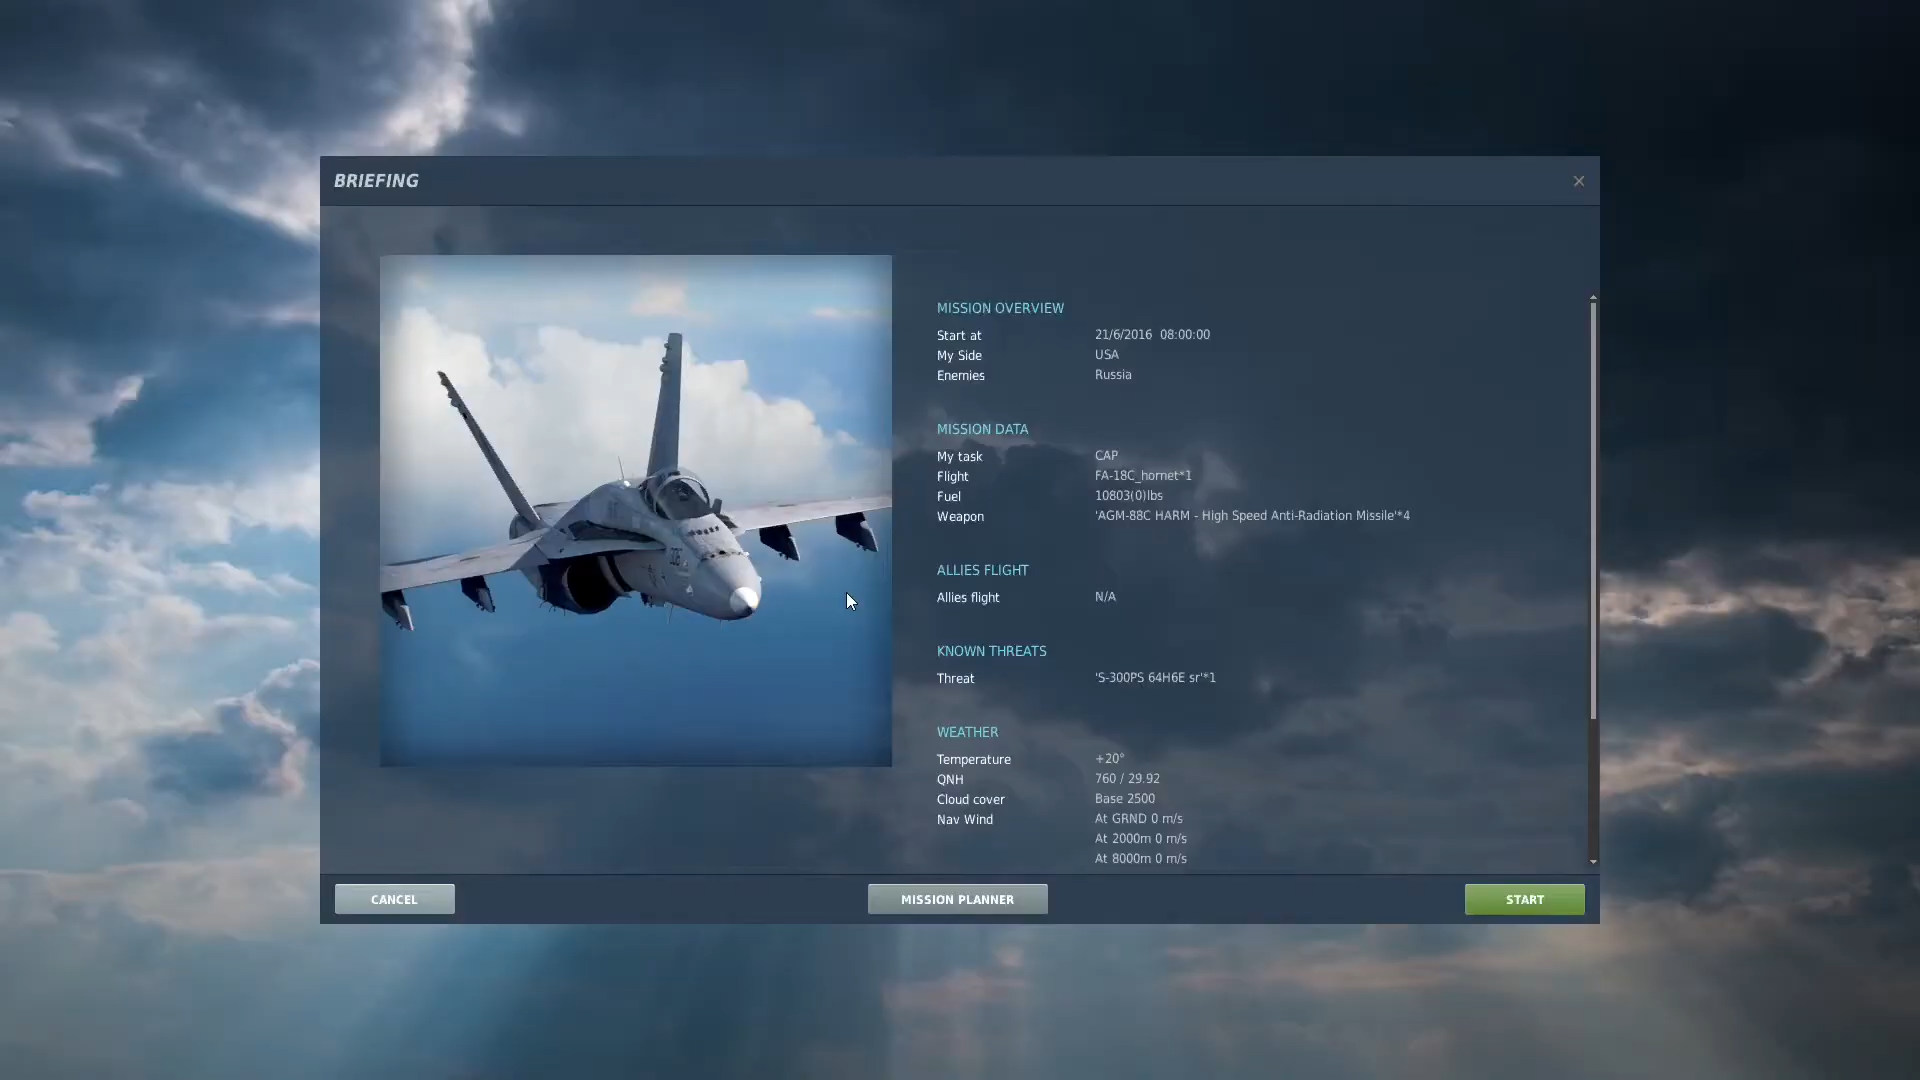 BRIEFING
MISSION OVERVIEW
Start at 21/6/2016 08:00:00
My Side USA
Enemies Russia
MISSION DATA
My task CAP
Flight FA-18C_hornet*1
Fuel 10803(0)lbs
Weapon 'AGM-88C HARM - High Speed Anti-Radiation Missile'*4
ALLIES FLIGHT
Allies flight N/A
KNOWN THREATS
Threat 'S-300PS 64H6E sr'*1
WEATHER
Temperature +20°
QNH 760 / 29.92
Cloud cover Base 2500
Nav Wind At GRND 0 m/s
At 2000m 0 m/s
At 8000m 0 m/s
CANCEL MISSION PLANNER START